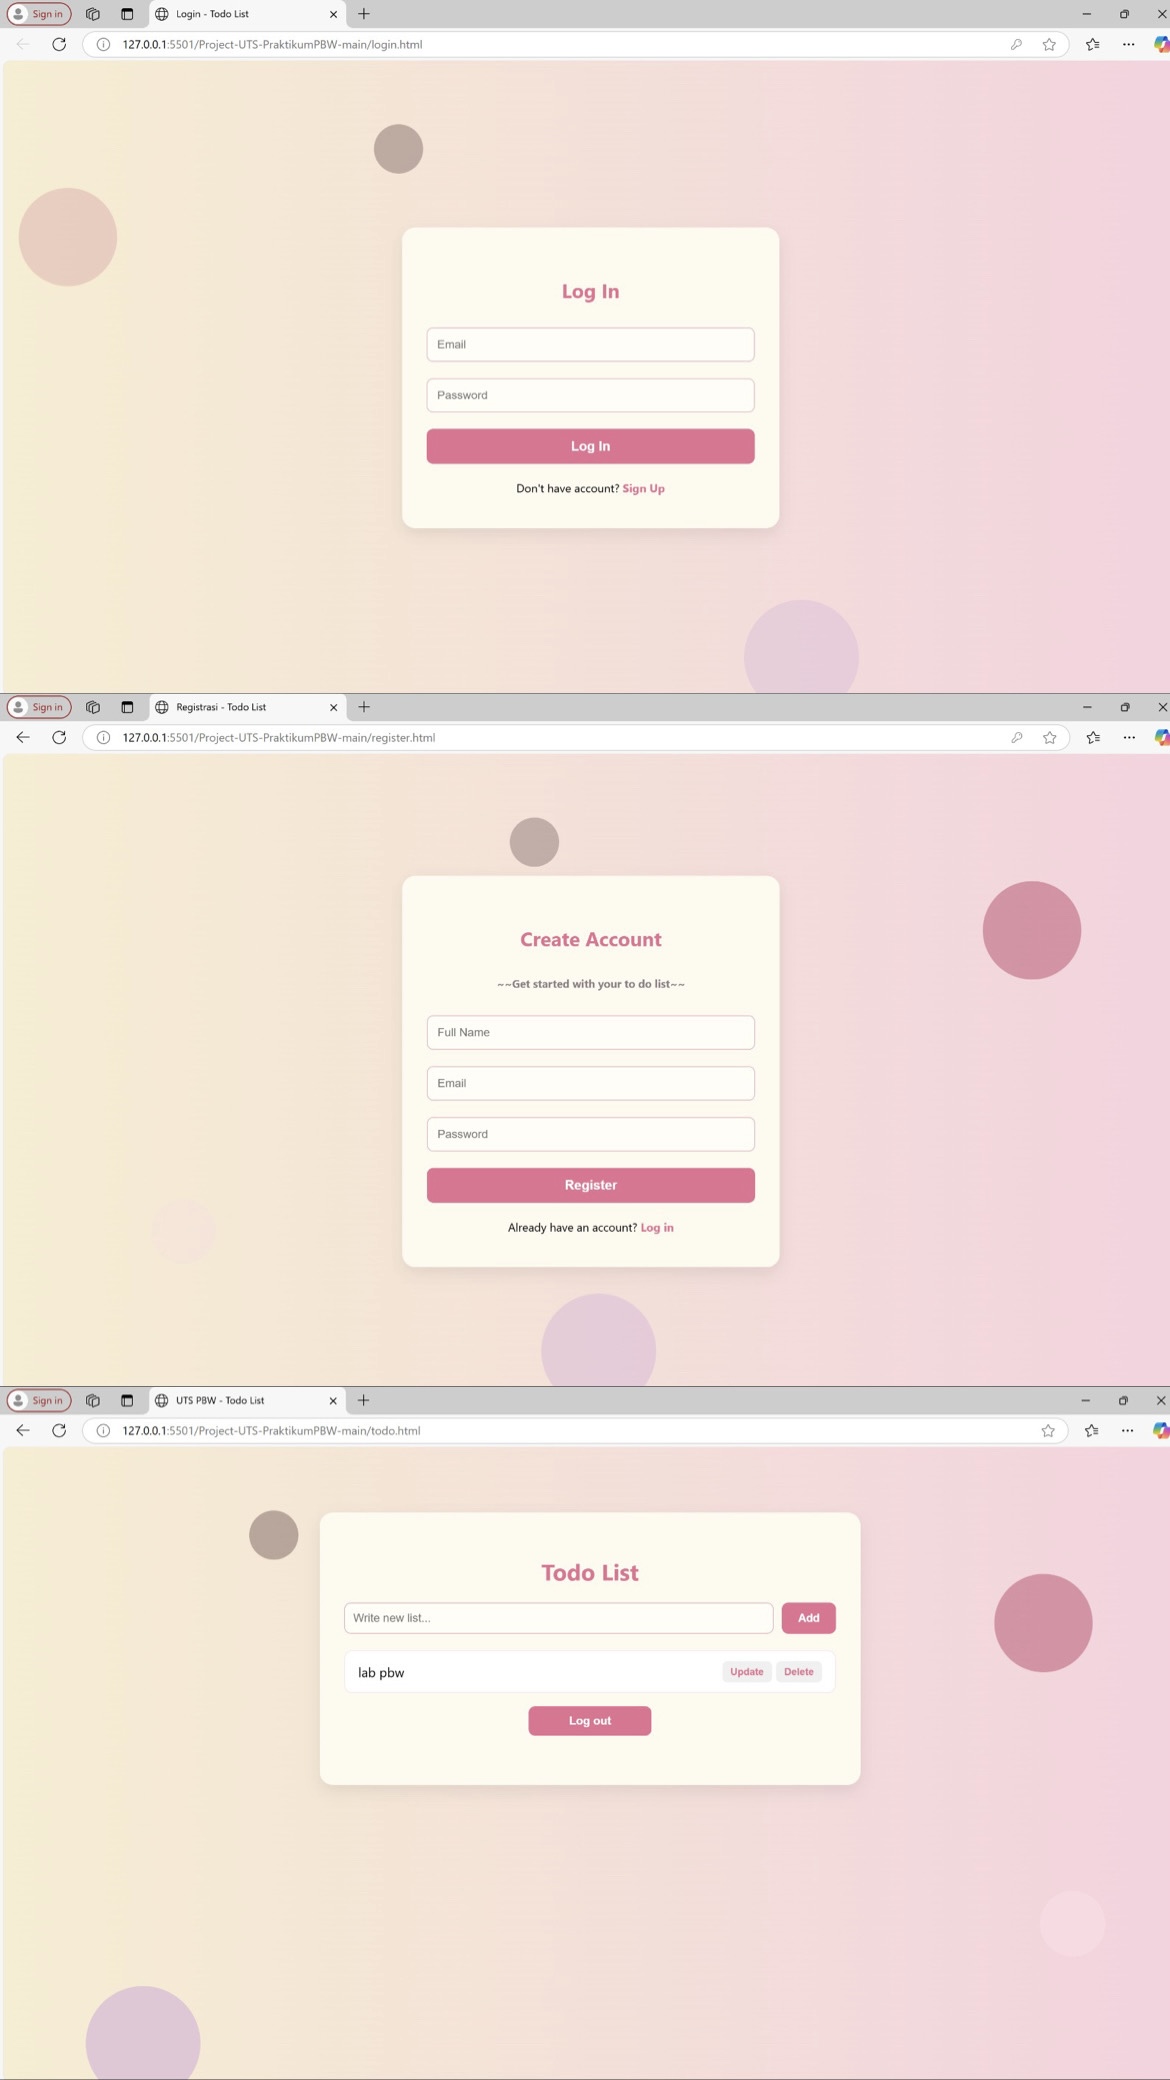 Sign in
Login - Todo List
127.0.0.1:5501/Project-UTS-PraktikumPBW-main/login.html
Log In
Email
Password
Log In
Don't have account? Sign Up
Sign in
Registrasi - Todo List
127.0.0.1:5501/Project-UTS-PraktikumPBW-main/register.html
Create Account
~~Get started with your to do list~~
Full Name
Email
Password
Register
Already have an account? Log in
Sign in
UTS PBW - Todo List
127.0.0.1:5501/Project-UTS-PraktikumPBW-main/todo.html
Todo List
Write new list... Add
lab pbw Update Delete
Log out